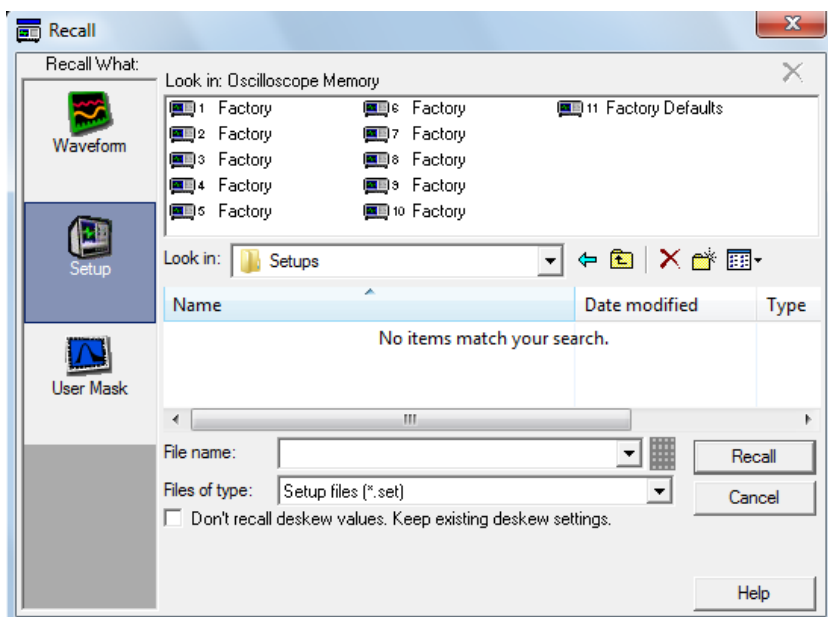 Recall
Recall What:
Waveform
Setup
User Mask
Look in: Oscilloscope Memory
1 Factory
2 Factory
3 Factory
4 Factory
5 Factory
6 Factory
7 Factory
8 Factory
9 Factory
10 Factory
11 Factory Defaults
Look in: Setups
Name Date modified Type
No items match your search.
File name:
Recall
Files of type: Setup files (*.set)
Cancel
Don't recall deskew values. Keep existing deskew settings.
Help